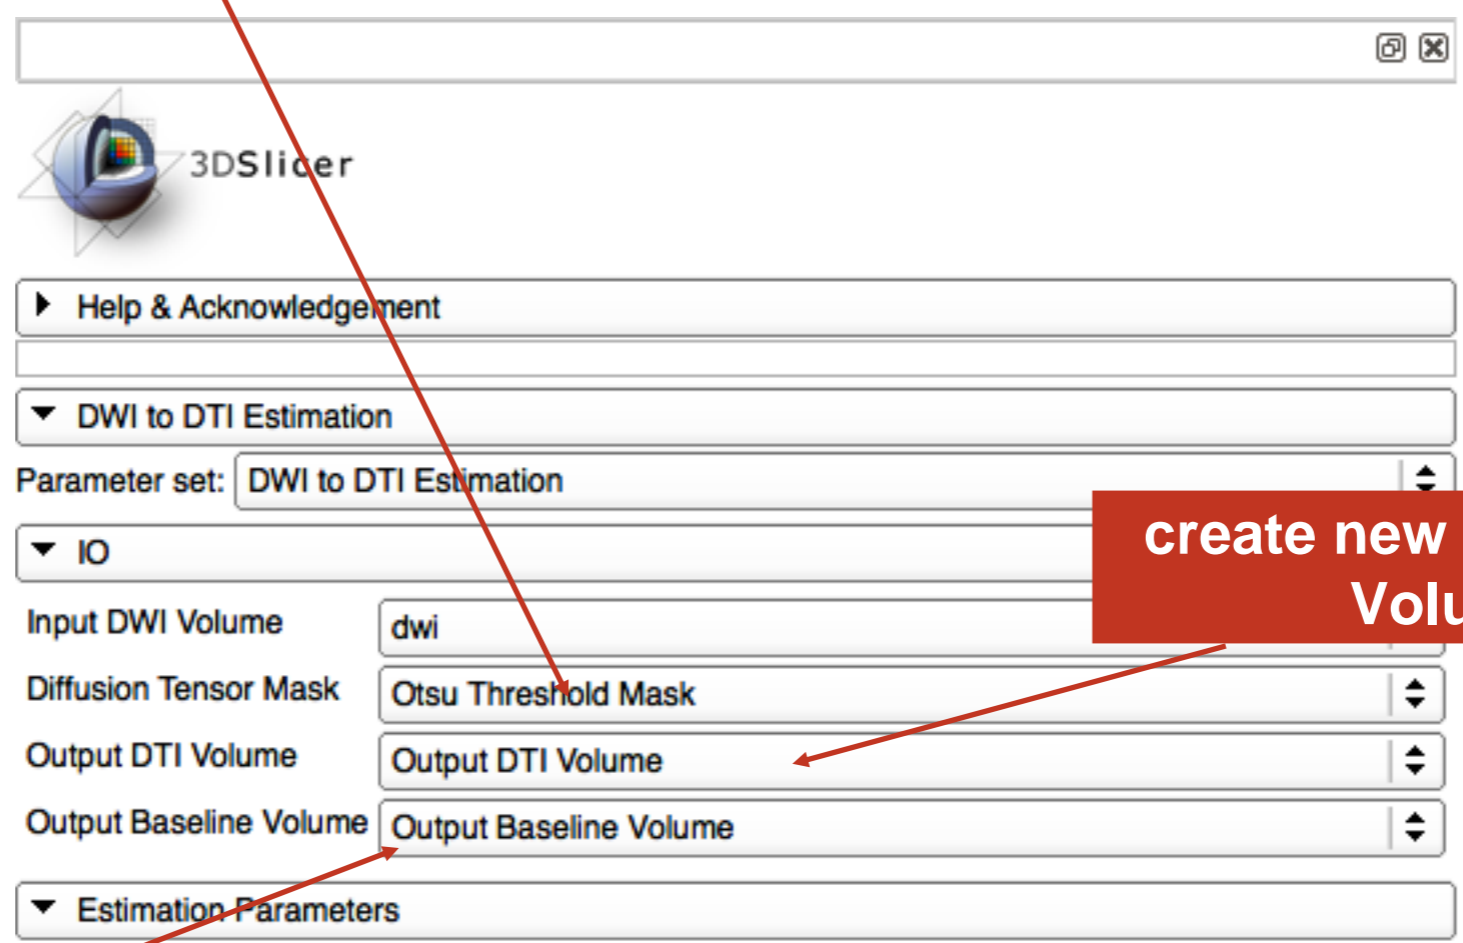 3DSlicer
Help & Acknowledgement
DWI to DTI Estimation
Parameter set: DWI to DTI Estimation
create new
IO
Input DWI Volume dwi
Diffusion Tensor Mask Otsu Threshold Mask
Output DTI Volume Output DTI Volume
Output Baseline Volume Output Baseline Volume
Estimation Parameters